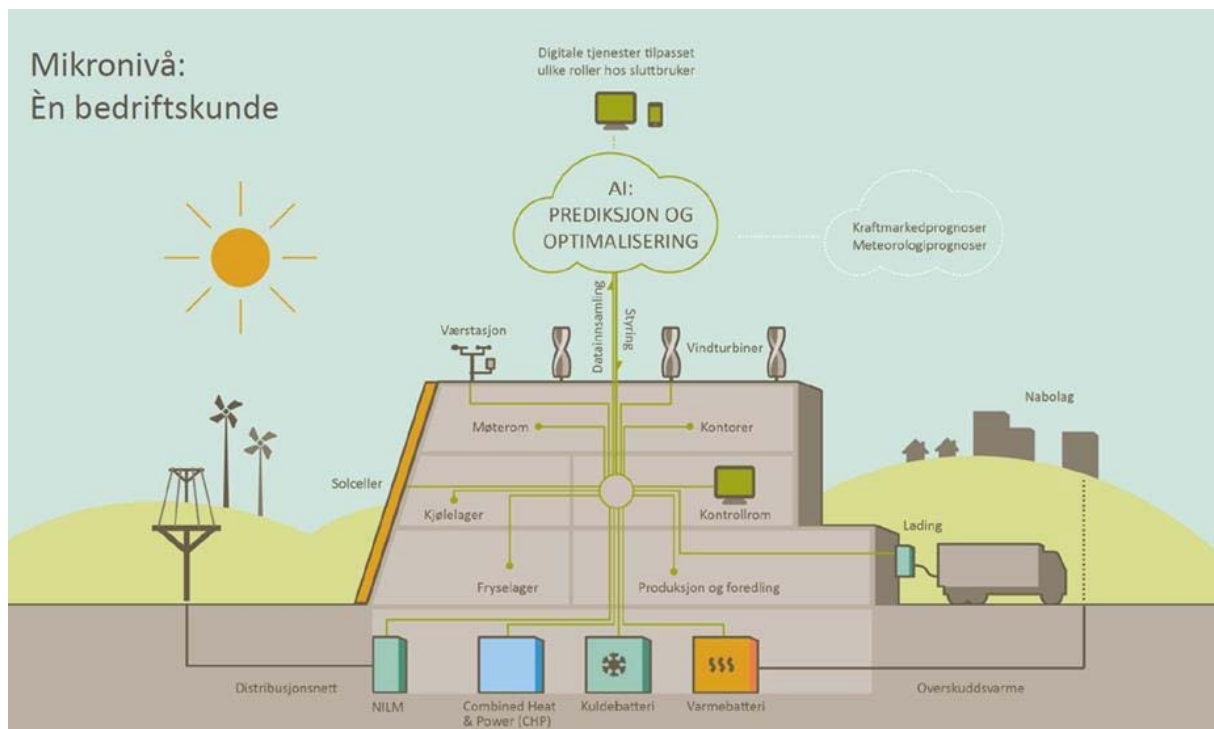 Mikronivå:
Èn bedriftskunde
Digitale tjenester tilpasset
ulike roller hos sluttbruker
AI:
PREDIKSJON OG
OPTIMALISERING
Kraftmarkedprognoser
Meteorologiprognoser
Datainnsamling
Styring
Værstasjon
Vindturbiner
Nabolag
Møterom
Kontorer
Solceller
Kjølelager
Kontrollrom
Lading
Fryselager
Produksjon og foredling
Distribusjonsnett
Overskuddsvarme
NILM
Combined Heat
& Power (CHP)
Kuldebatteri
Varmebatteri